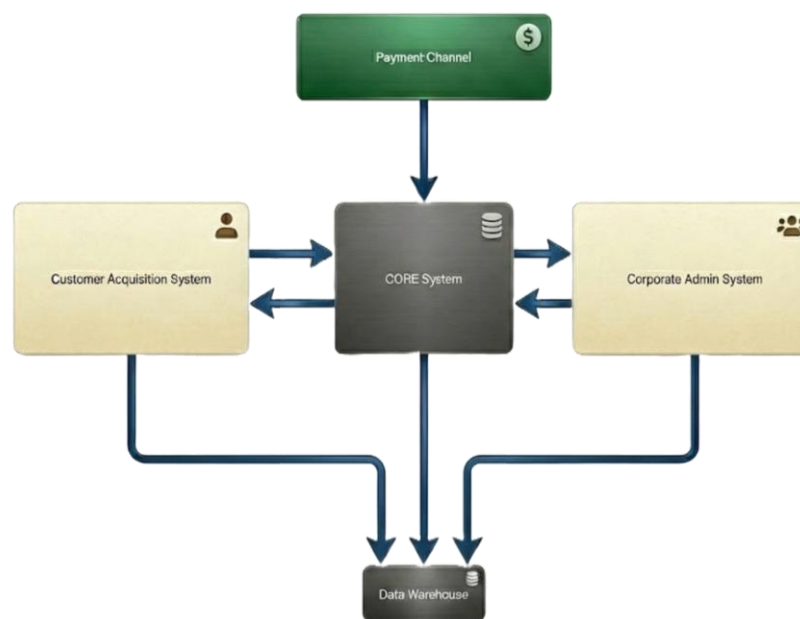 $
Payment Channel
Customer Acquisition System
CORE System
Corporate Admin System
Data Warehouse